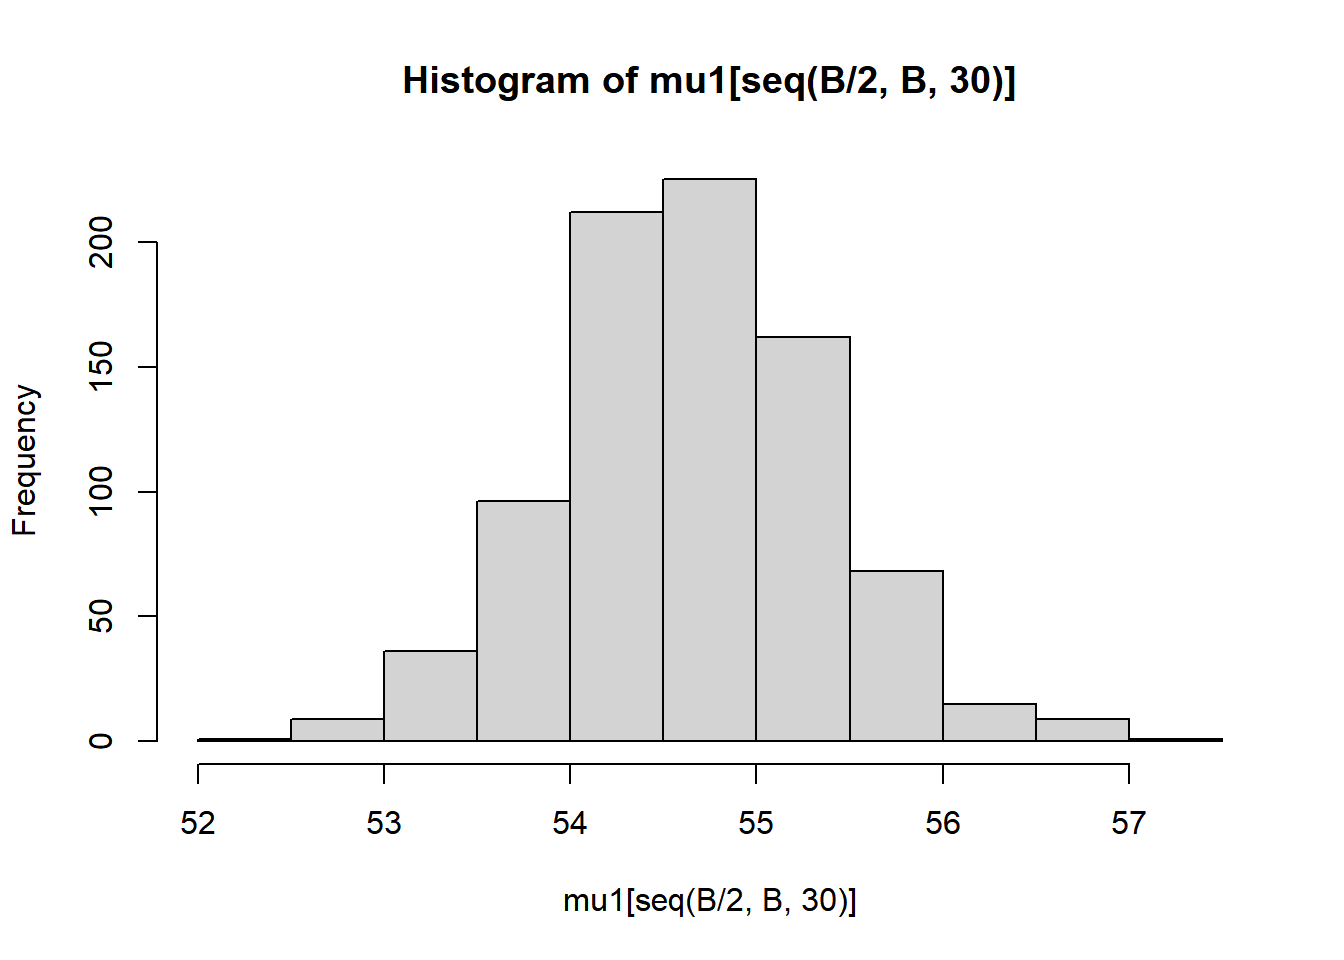 Histogram of mu1[seq(B/2, B, 30)]
Frequency
200
150
100
50
0
52 53 54 55 56 57
mu1[seq(B/2, B, 30)]